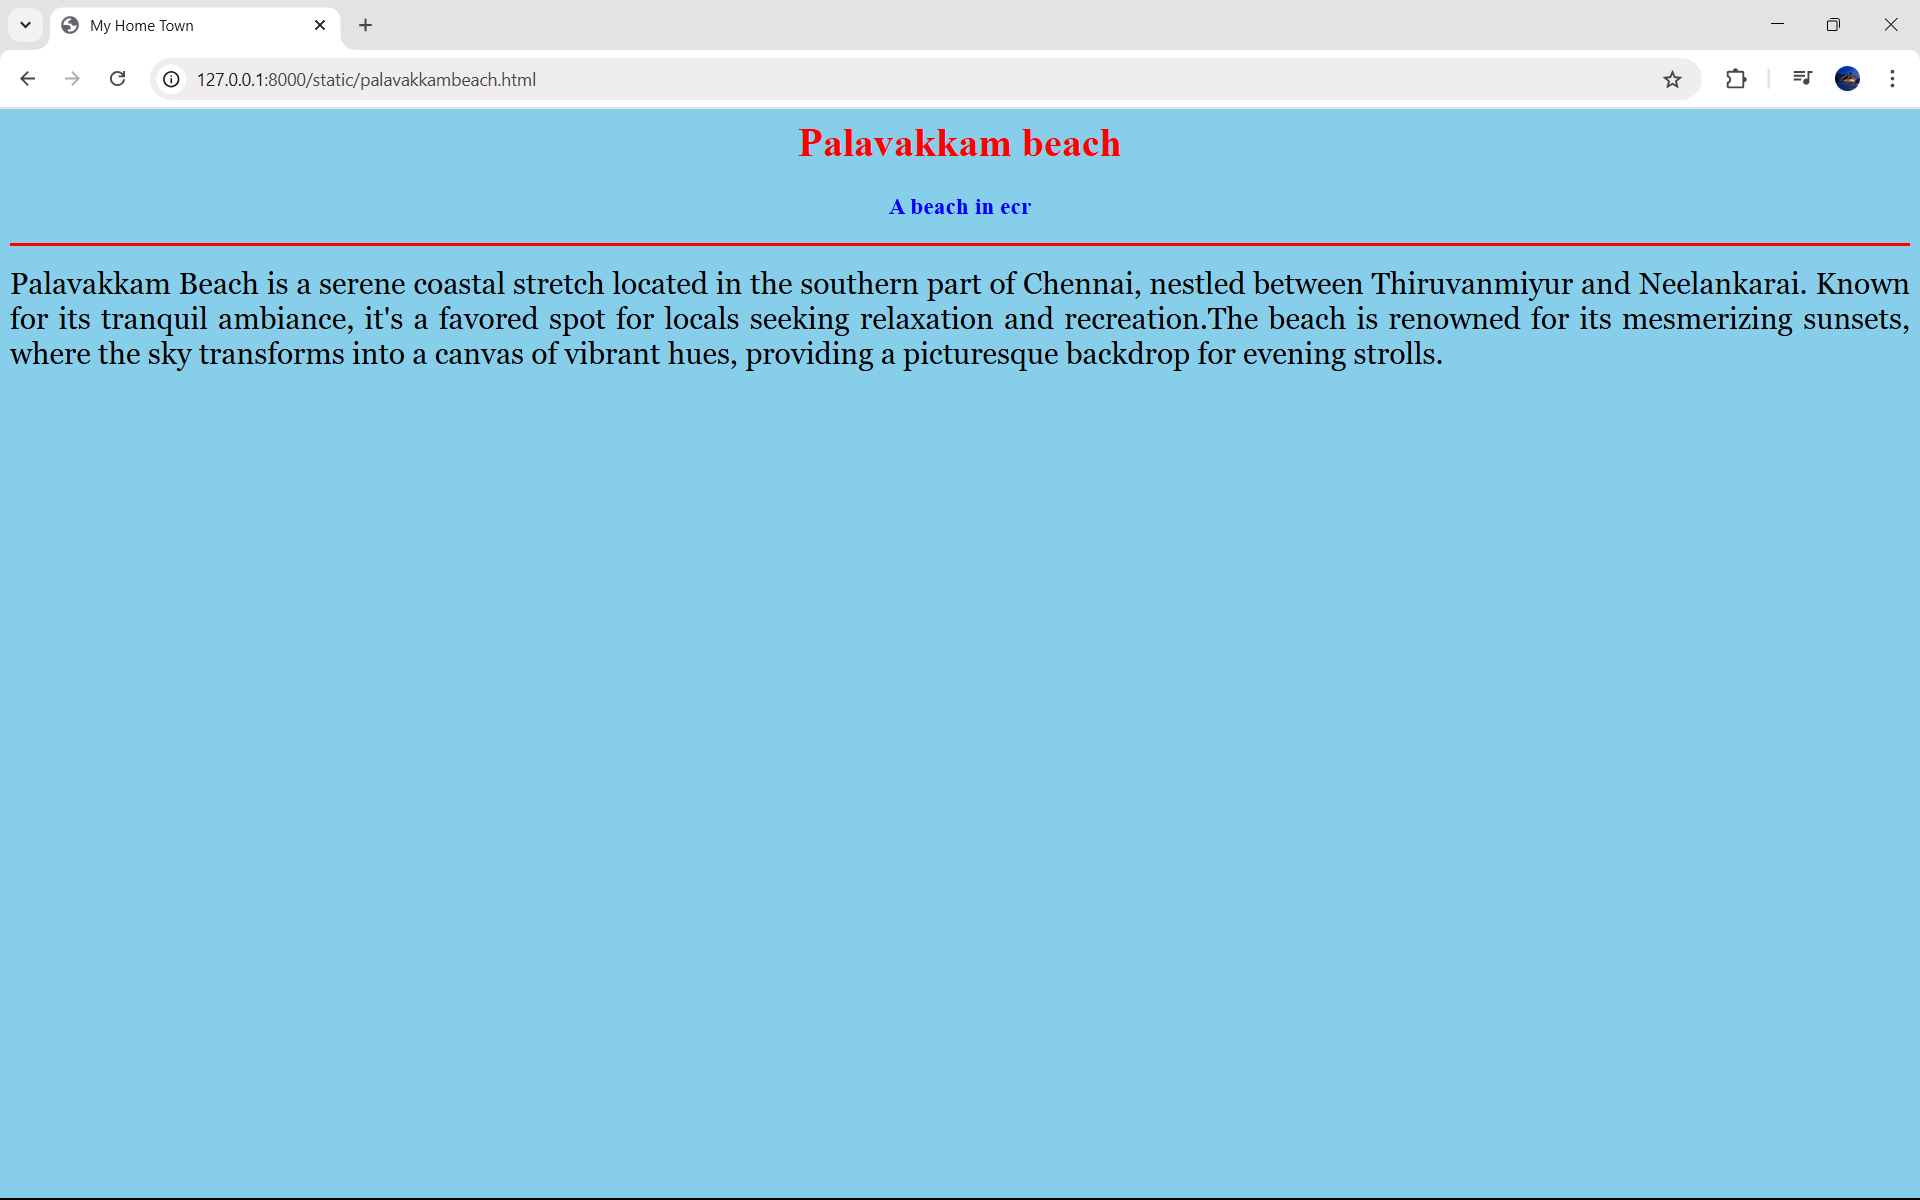 My Home Town
127.0.0.1:8000/static/palavakkambeach.html
Palavakkam beach
A beach in ecr
Palavakkam Beach is a serene coastal stretch located in the southern part of Chennai, nestled between Thiruvanmiyur and Neelankarai. Known
for its tranquil ambiance, it's a favored spot for locals seeking relaxation and recreation.The beach is renowned for its mesmerizing sunsets,
where the sky transforms into a canvas of vibrant hues, providing a picturesque backdrop for evening strolls.